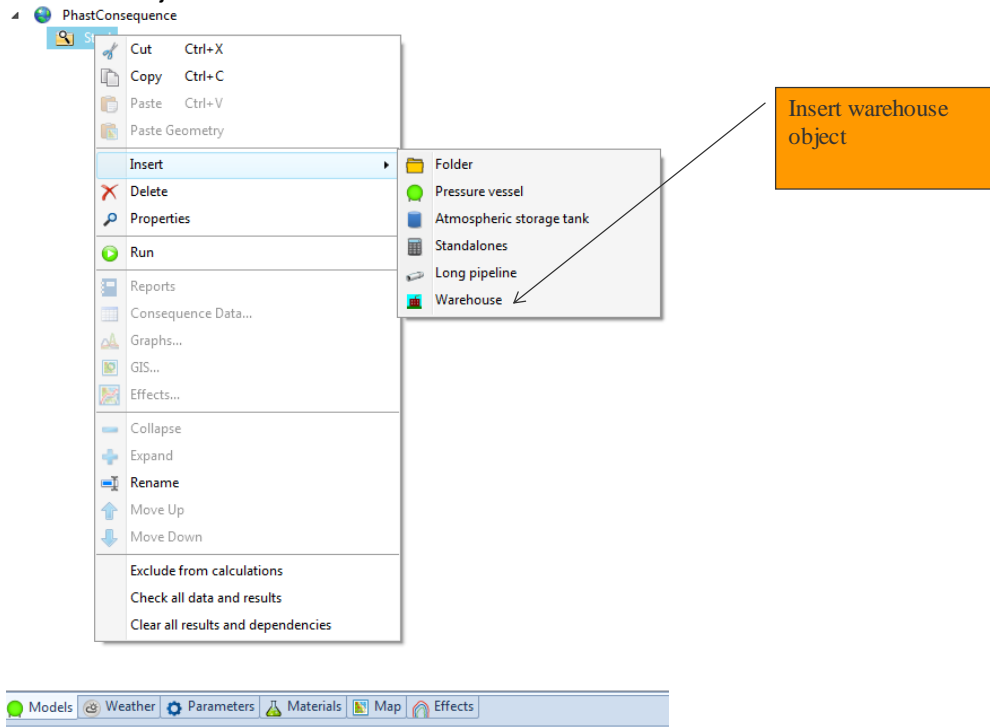 PhastConsequence
Cut Ctrl+X
Copy Ctrl+C
Paste Ctrl+V
Paste Geometry
Insert
Delete
Properties
Run
Reports
Consequence Data...
Graphs...
GIS...
Effects...
Collapse
Expand
Rename
Move Up
Move Down
Exclude from calculations
Check all data and results
Clear all results and dependencies
Folder
Pressure vessel
Atmospheric storage tank
Standalones
Long pipeline
Warehouse
Insert warehouse
object
Models Weather Parameters Materials Map Effects